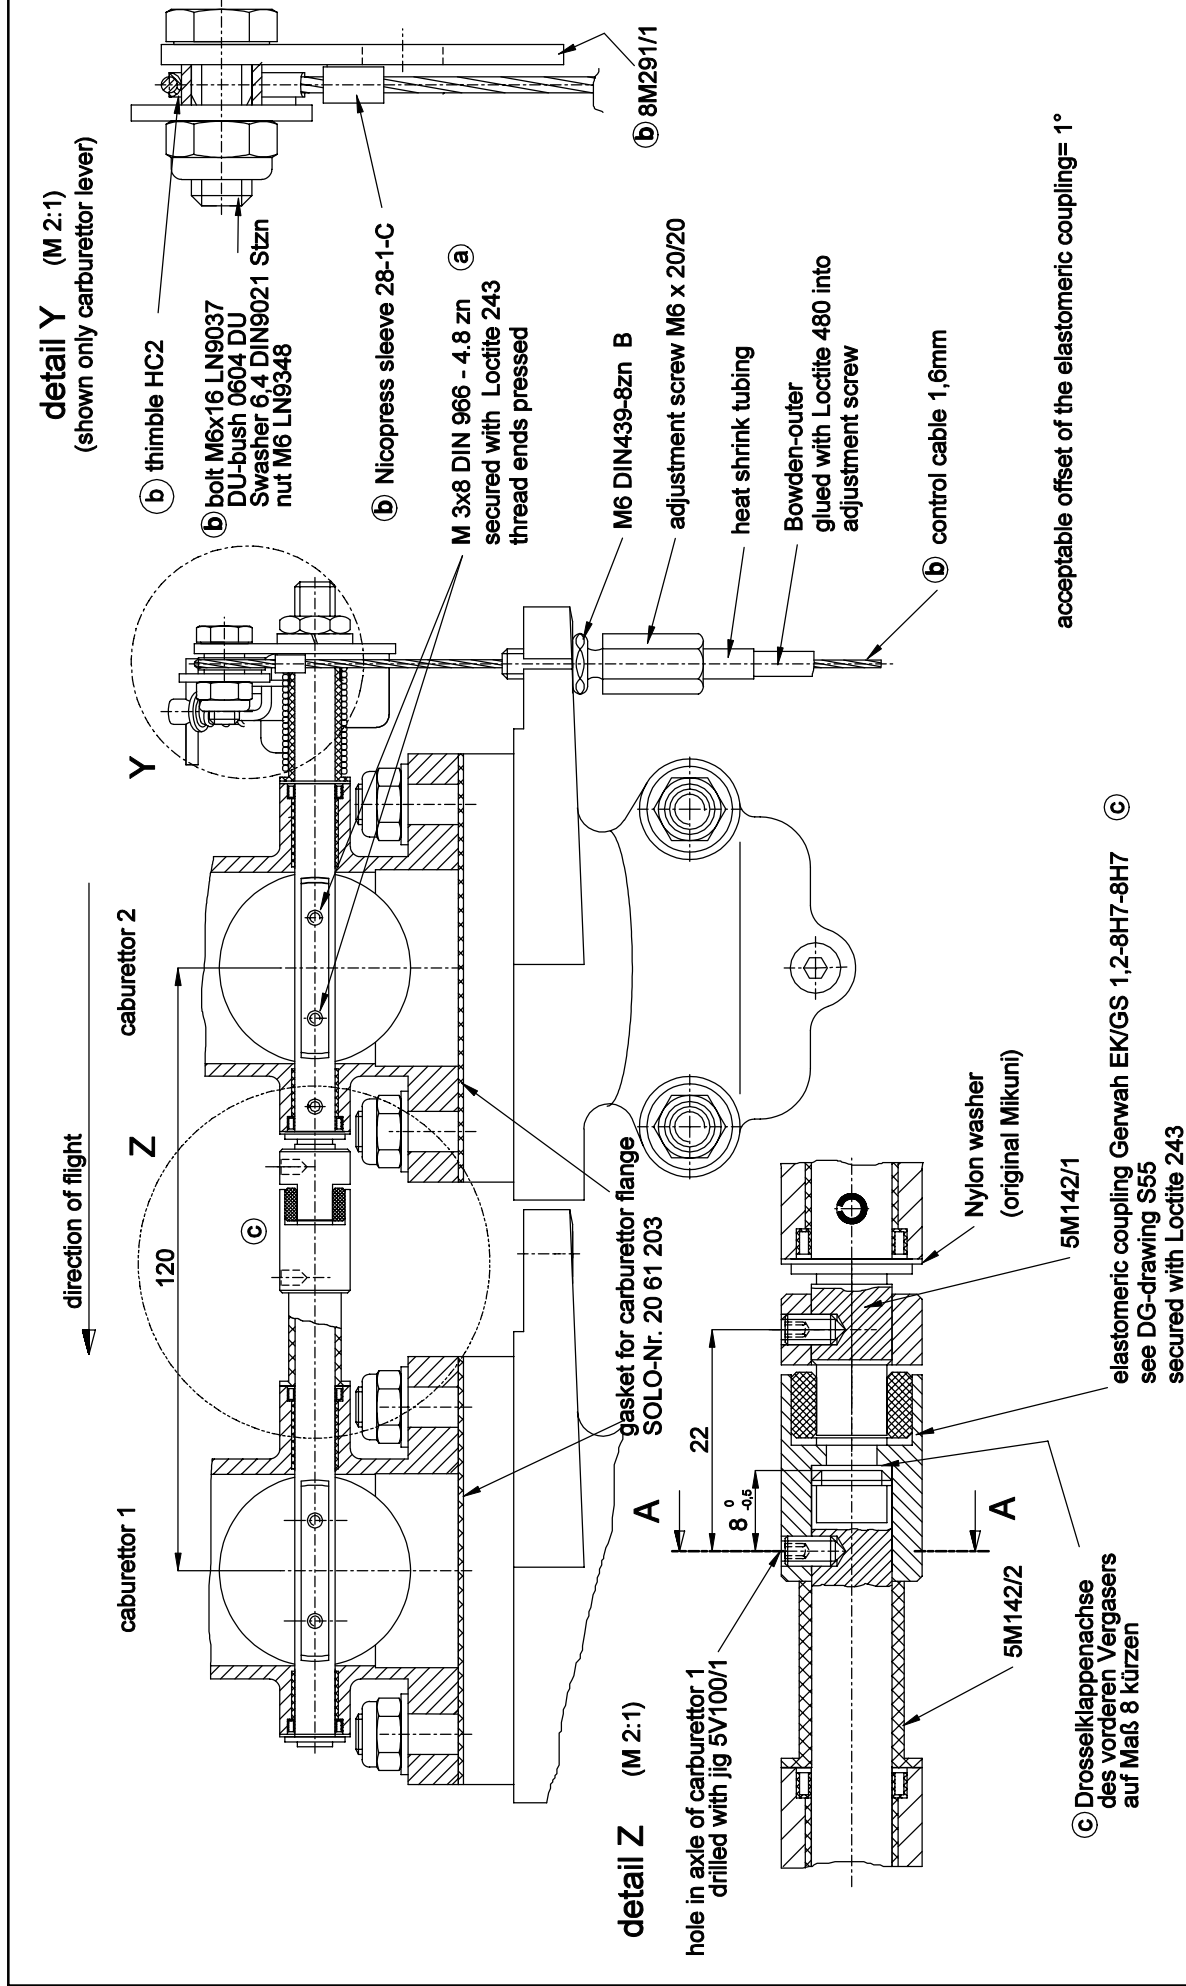 detail Y (M 2:1)
(shown only carburettor lever)
ⓑ thimble HC2
ⓑ bolt M6x16 LN9037
DU-bush 0604 DU
Swasher 6,4 DIN9021 Stzn
nut M6 LN9348
ⓑ Nicopress sleeve 28-1-C
ⓑ 8M291/1
M 3x8 DIN 966 - 4.8 zn ⓐ
secured with Loctite 243
thread ends pressed
M6 DIN439-8zn B
adjustment screw M6 x 20/20
heat shrink tubing
Bowden-outer
glued with Loctite 480 into
adjustment screw
ⓑ control cable 1,6mm
acceptable offset of the elastomeric coupling= 1°
direction of flight
caburettor 1
caburettor 2
120
Z
Y
ⓒ
gasket for carburettor flange
SOLO-Nr. 20 61 203
detail Z (M 2:1)
hole in axle of carburettor 1
drilled with jig 5V100/1
A
A
22
8 0 -0,5
Nylon washer
(original Mikuni)
5M142/1
5M142/2
elastomeric coupling Gerwah EK/GS 1,2-8H7-8H7 ⓒ
see DG-drawing S55
secured with Loctite 243
ⓒ Drosselklappenachse
des vorderen Vergasers
auf Maß 8 kürzen